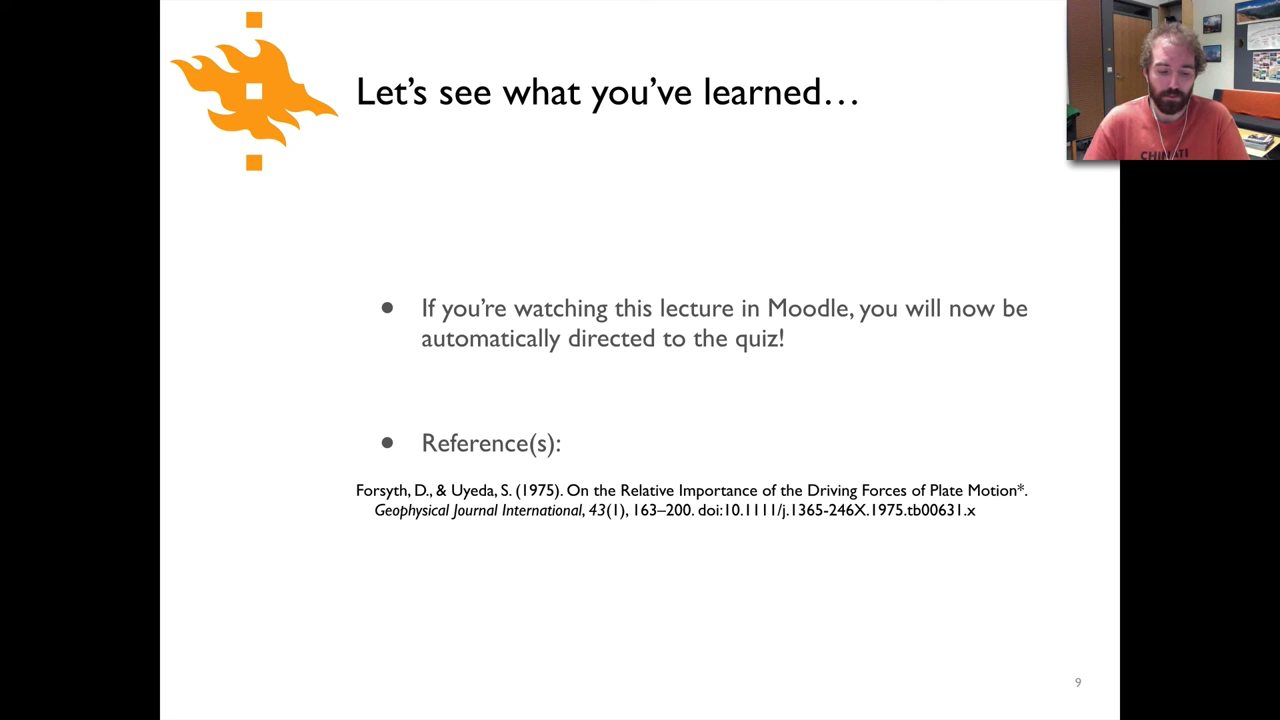 Let’s see what you’ve learned…
● If you’re watching this lecture in Moodle, you will now be
automatically directed to the quiz!
● Reference(s):
Forsyth, D., & Uyeda, S. (1975). On the Relative Importance of the Driving Forces of Plate Motion*.
Geophysical Journal International, 43(1), 163–200. doi:10.1111/j.1365-246X.1975.tb00631.x
9
CHINATI